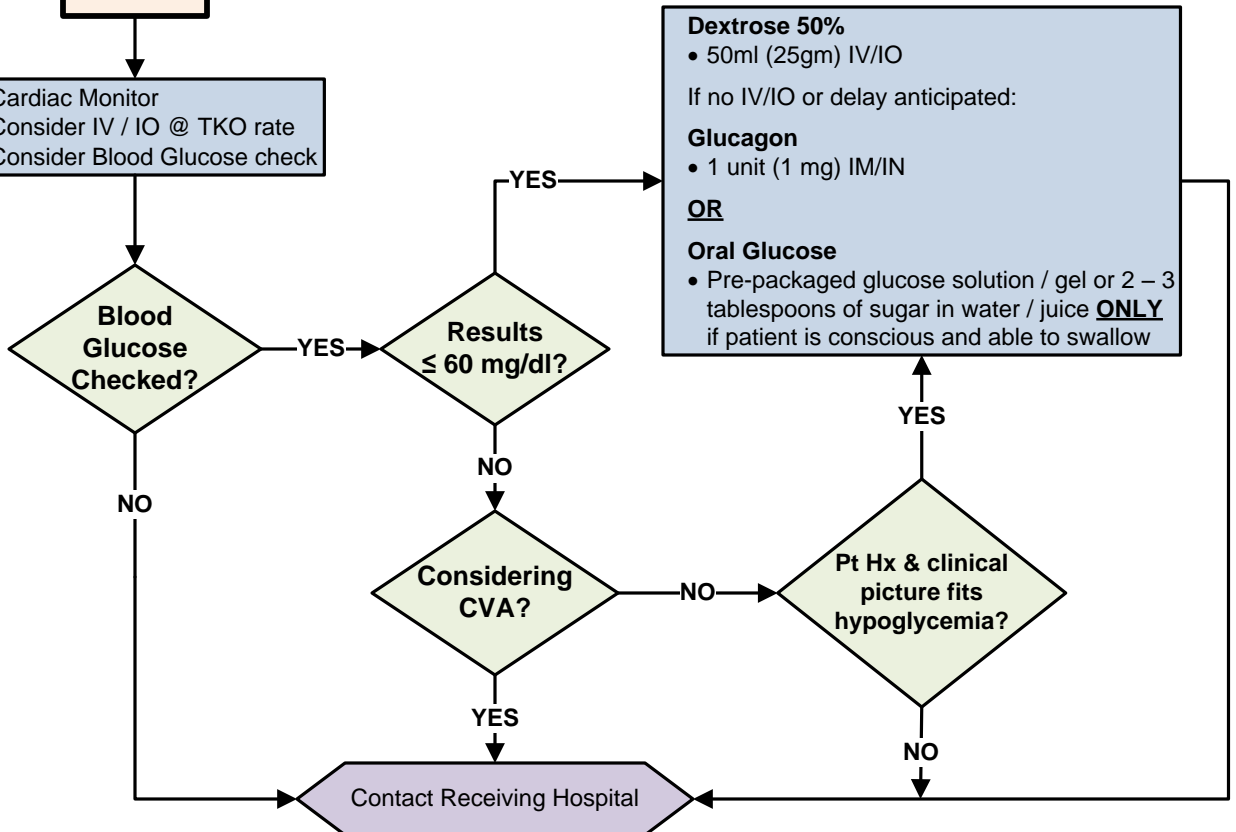 Cardiac Monitor
Consider IV / IO @ TKO rate
Consider Blood Glucose check
Blood
Glucose
Checked?
YES
NO
Results
≤ 60 mg/dl?
YES
NO
Dextrose 50%
• 50ml (25gm) IV/IO
If no IV/IO or delay anticipated:
Glucagon
• 1 unit (1 mg) IM/IN
OR
Oral Glucose
• Pre-packaged glucose solution / gel or 2 – 3
tablespoons of sugar in water / juice ONLY
if patient is conscious and able to swallow
Considering
CVA?
NO
YES
Pt Hx & clinical
picture fits
hypoglycemia?
YES
NO
Contact Receiving Hospital